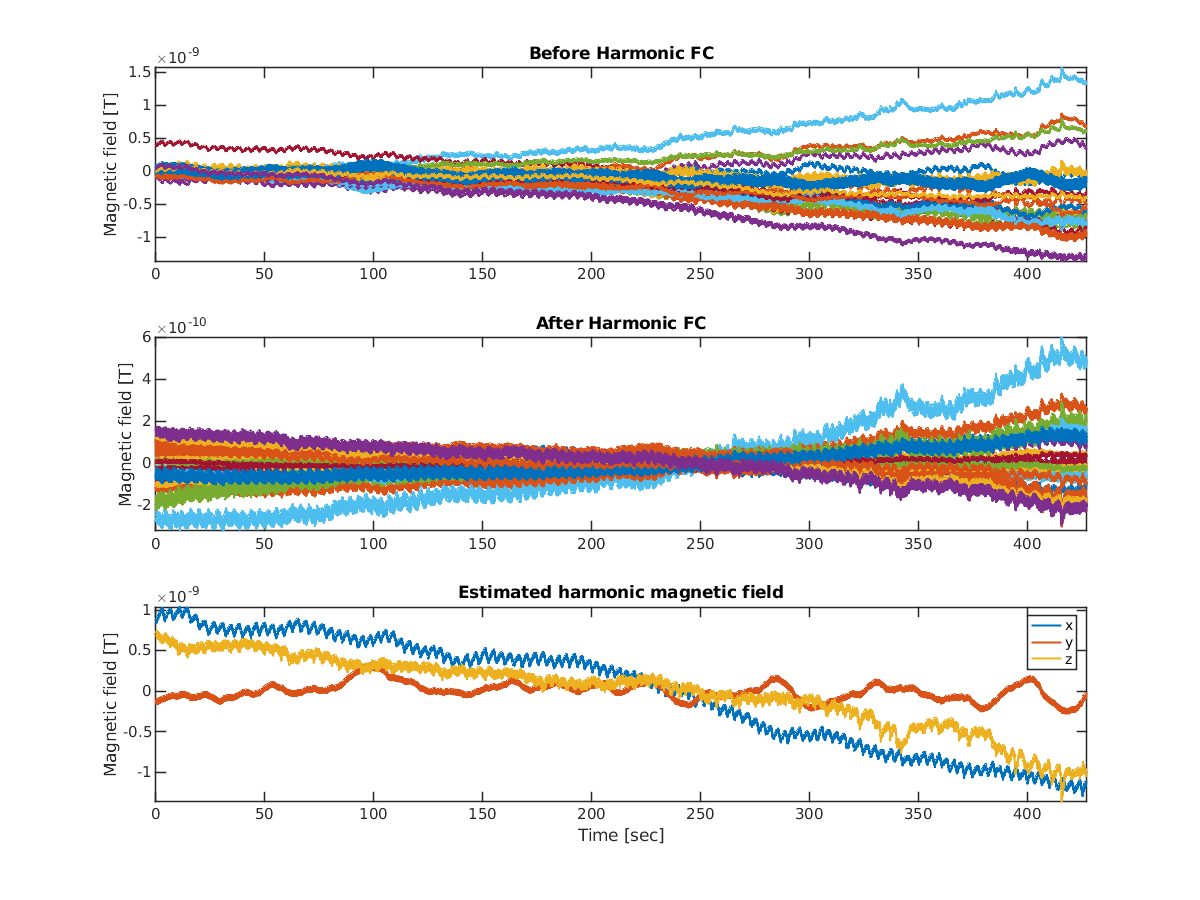 Before Harmonic FC
×10-9
Magnetic field [T]
1.5
1
0.5
0
-0.5
-1
0 50 100 150 200 250 300 350 400
After Harmonic FC
×10-10
Magnetic field [T]
6
4
2
0
-2
0 50 100 150 200 250 300 350 400
Estimated harmonic magnetic field
×10-9
Magnetic field [T]
1
0.5
0
-0.5
-1
x
y
z
0 50 100 150 200 250 300 350 400
Time [sec]